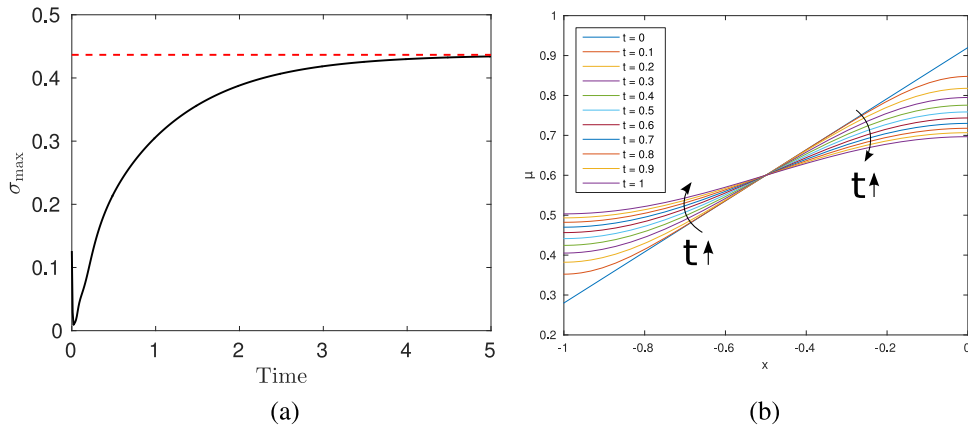 0.5
0.4
0.3
0.2
0.1
0
σmax
0 1 2 3 4 5
Time
(a)
1
0.9
0.8
0.7
0.6
0.5
0.4
0.3
0.2
μ
t = 0
t = 0.1
t = 0.2
t = 0.3
t = 0.4
t = 0.5
t = 0.6
t = 0.7
t = 0.8
t = 0.9
t = 1
t↑
t↑
-1 -0.8 -0.6 -0.4 -0.2 0
x
(b)